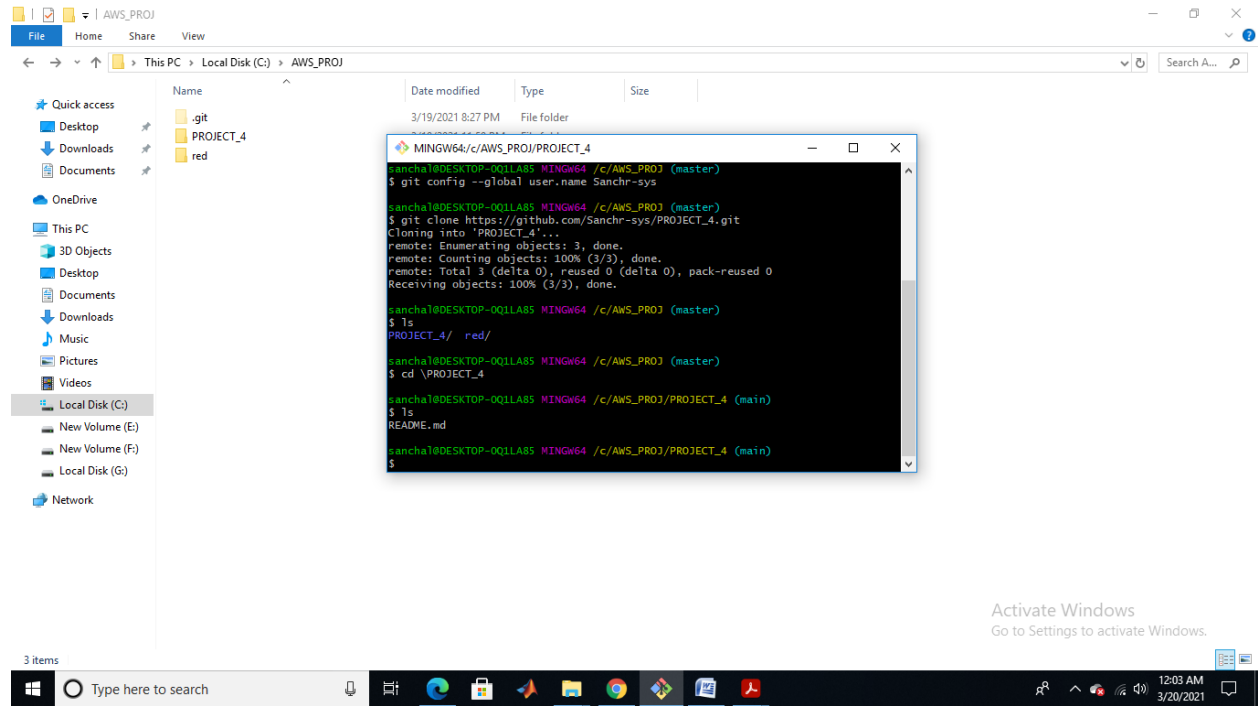 AWS_PROJ
File Home Share View
This PC > Local Disk (C:) > AWS_PROJ
Search A...
Name Date modified Type Size
.git 3/19/2021 8:27 PM File folder
PROJECT_4
red
Quick access
Desktop
Downloads
Documents
OneDrive
This PC
3D Objects
Desktop
Documents
Downloads
Music
Pictures
Videos
Local Disk (C:)
New Volume (E:)
New Volume (F:)
Local Disk (G:)
Network
MINGW64:/c/AWS_PROJ/PROJECT_4
sanchal@DESKTOP-0Q1LA85 MINGW64 /c/AWS_PROJ (master)
$ git config --global user.name Sanchr-sys
sanchal@DESKTOP-0Q1LA85 MINGW64 /c/AWS_PROJ (master)
$ git clone https://github.com/Sanchr-sys/PROJECT_4.git
Cloning into 'PROJECT_4'...
remote: Enumerating objects: 3, done.
remote: Counting objects: 100% (3/3), done.
remote: Total 3 (delta 0), reused 0 (delta 0), pack-reused 0
Receiving objects: 100% (3/3), done.
sanchal@DESKTOP-0Q1LA85 MINGW64 /c/AWS_PROJ (master)
$ ls
PROJECT_4/ red/
sanchal@DESKTOP-0Q1LA85 MINGW64 /c/AWS_PROJ (master)
$ cd \PROJECT_4
sanchal@DESKTOP-0Q1LA85 MINGW64 /c/AWS_PROJ/PROJECT_4 (main)
$ ls
README.md
sanchal@DESKTOP-0Q1LA85 MINGW64 /c/AWS_PROJ/PROJECT_4 (main)
$
Activate Windows
Go to Settings to activate Windows.
3 items
Type here to search
12:03 AM
3/20/2021